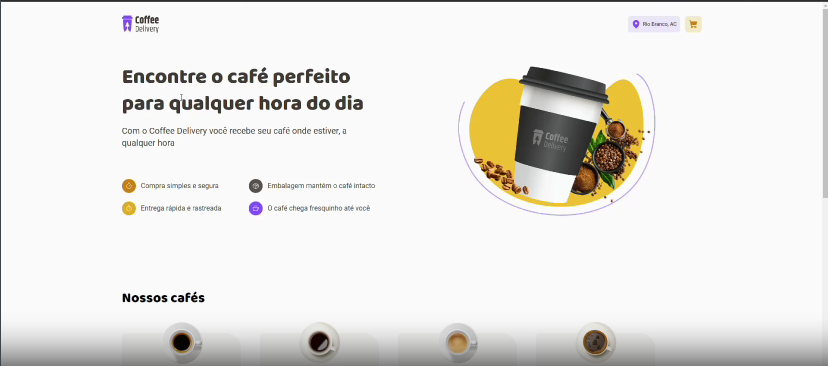 Coffee
Delivery
Rio Branco, AC
Encontre o café perfeito
para qualquer hora do dia
Com o Coffee Delivery você recebe seu café onde estiver, a
qualquer hora
Coffee
Delivery
Compra simples e segura
Embalagem mantém o café intacto
Entrega rápida e rastreada
O café chega fresquinho até você
Nossos cafés